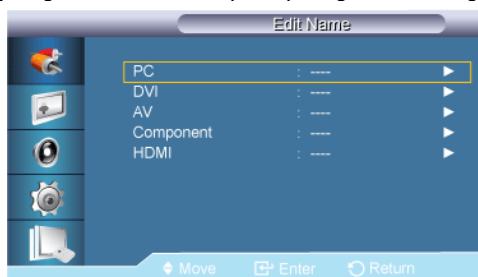 Edit Name
PC : ---- ►
DVI : ---- ►
AV : ---- ►
Component : ---- ►
HDMI : ---- ►
Move Enter Return